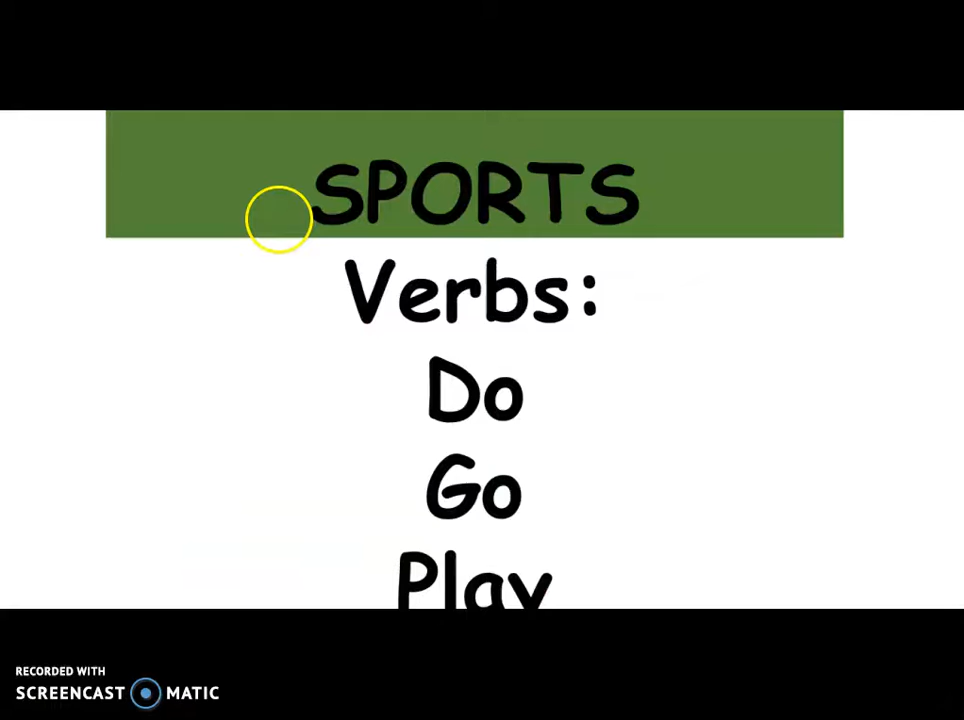 SPORTS
Verbs:
Do
Go
Play
RECORDED WITH
SCREENCAST MATIC